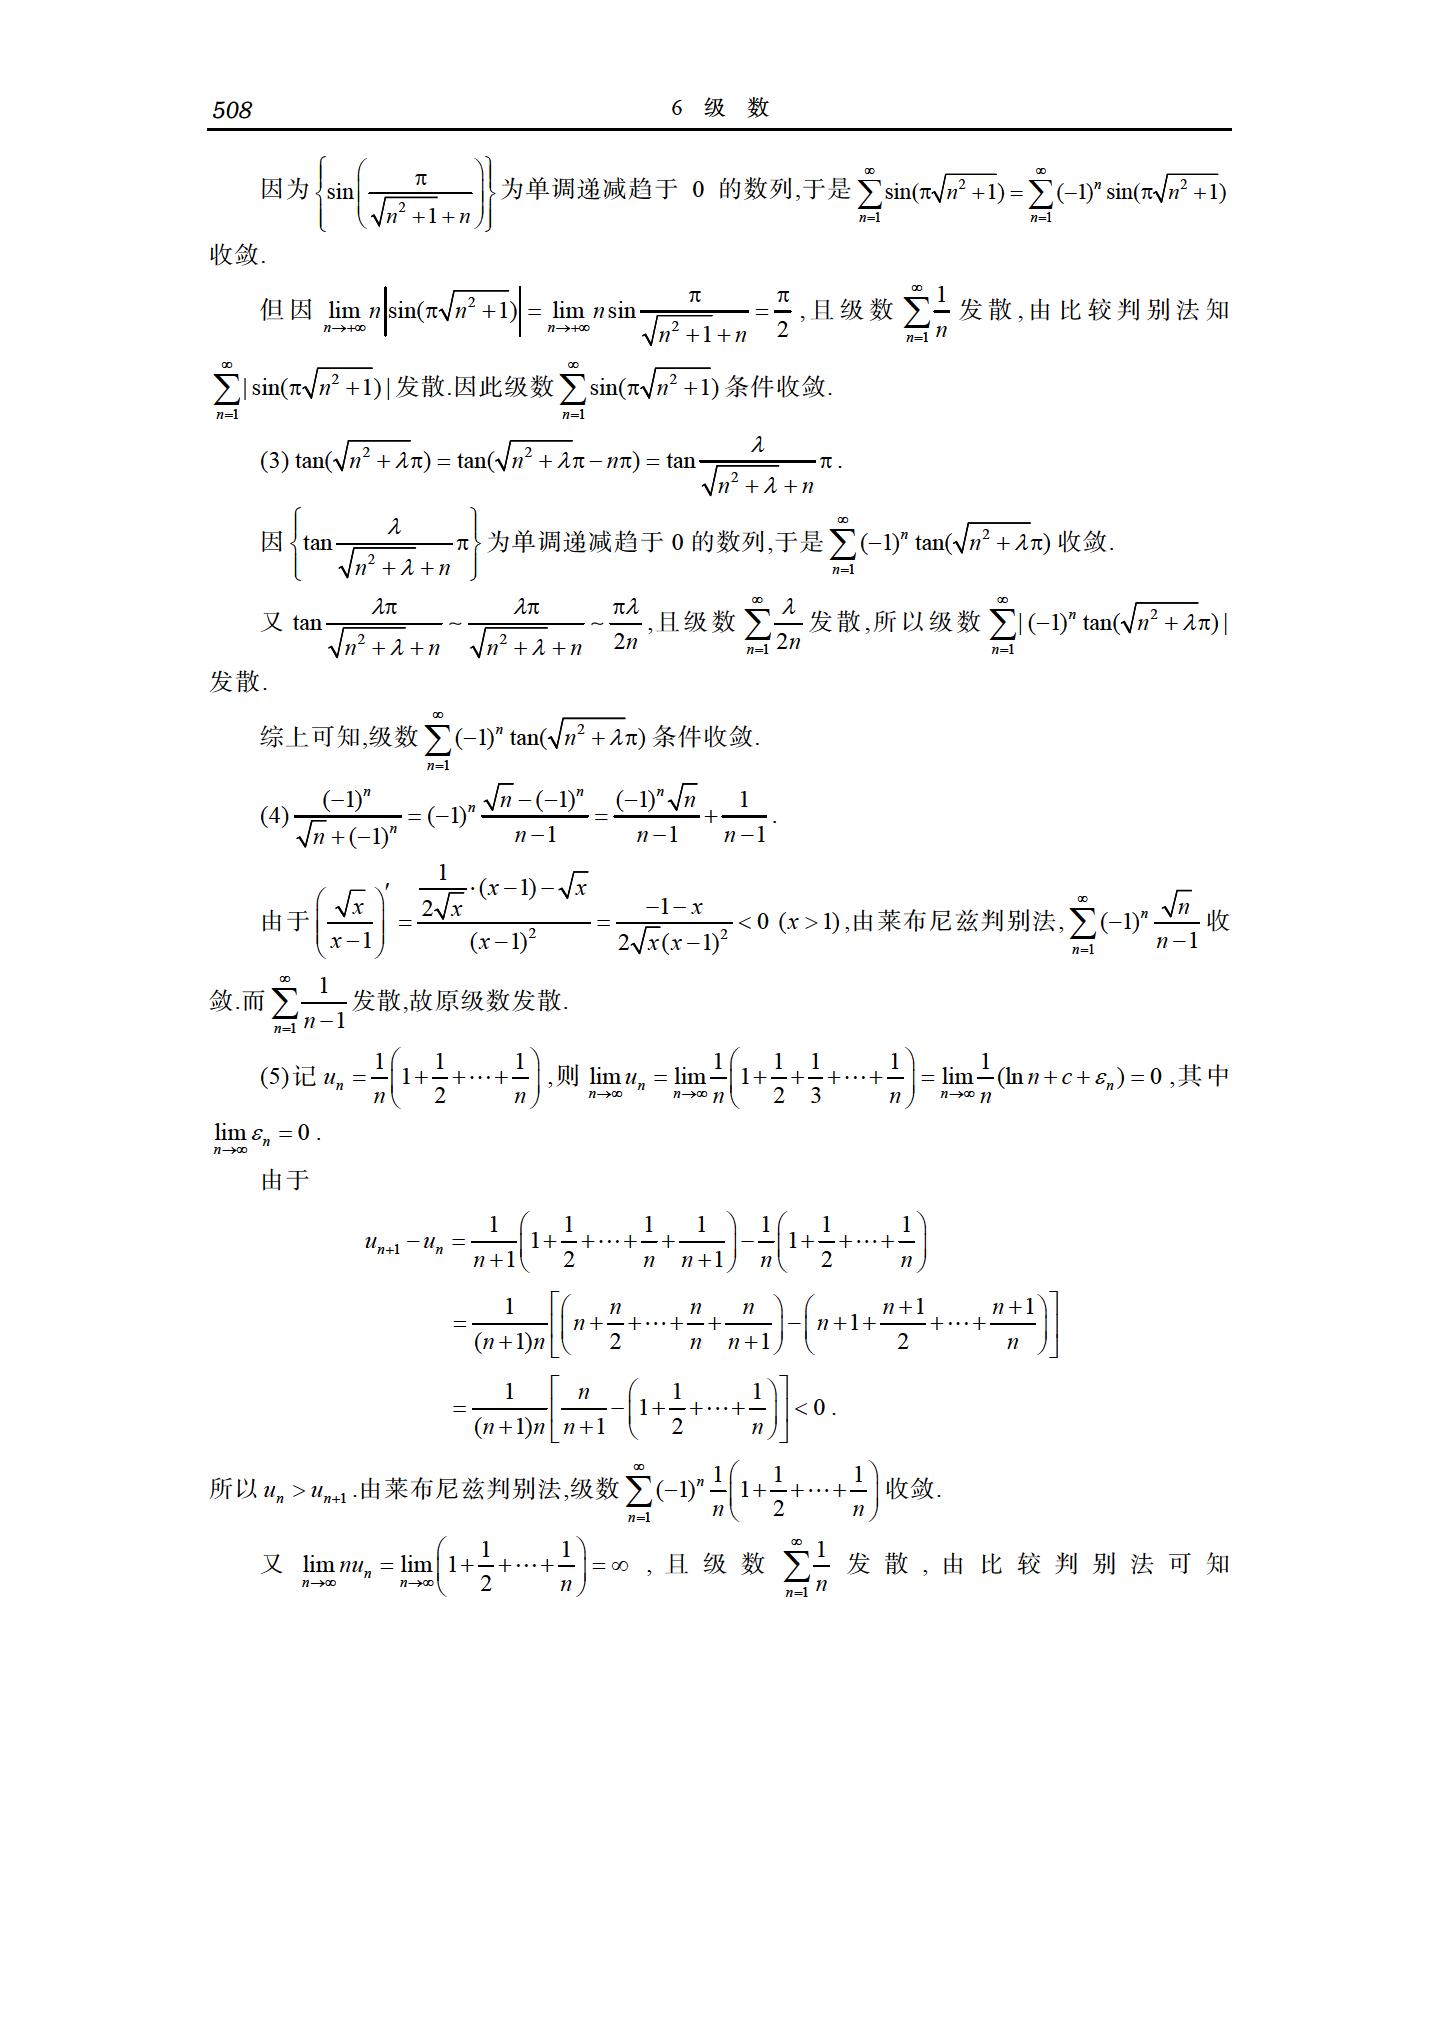 508 6 级 数
因为 $\left\{\sin\left(\frac{\pi}{\sqrt{n^2+1}+n}\right)\right\}$ 为单调递减趋于 0 的数列,于是 $\sum_{n=1}^{\infty}\sin(\pi\sqrt{n^2+1})=\sum_{n=1}^{\infty}(-1)^n\sin(\pi\sqrt{n^2+1})$
收敛.
但因 $\lim_{n\to+\infty}n\left|\sin(\pi\sqrt{n^2+1})\right|=\lim_{n\to+\infty}n\sin\frac{\pi}{\sqrt{n^2+1}+n}=\frac{\pi}{2}$ ,且级数 $\sum_{n=1}^{\infty}\frac{1}{n}$ 发散,由比较判别法知
$\sum_{n=1}^{\infty}|\sin(\pi\sqrt{n^2+1})|$ 发散.因此级数 $\sum_{n=1}^{\infty}\sin(\pi\sqrt{n^2+1})$ 条件收敛.
(3) $\tan(\sqrt{n^2+\lambda}\pi)=\tan(\sqrt{n^2+\lambda}\pi-n\pi)=\tan\frac{\lambda}{\sqrt{n^2+\lambda}+n}\pi$ .
因 $\left\{\tan\frac{\lambda}{\sqrt{n^2+\lambda}+n}\pi\right\}$ 为单调递减趋于 0 的数列,于是 $\sum_{n=1}^{\infty}(-1)^n\tan(\sqrt{n^2+\lambda}\pi)$ 收敛.
又 $\tan\frac{\lambda\pi}{\sqrt{n^2+\lambda}+n}\sim\frac{\lambda\pi}{\sqrt{n^2+\lambda}+n}\sim\frac{\pi\lambda}{2n}$ ,且级数 $\sum_{n=1}^{\infty}\frac{\lambda}{2n}$ 发散,所以级数 $\sum_{n=1}^{\infty}|(-1)^n\tan(\sqrt{n^2+\lambda}\pi)|$
发散.
综上可知,级数 $\sum_{n=1}^{\infty}(-1)^n\tan(\sqrt{n^2+\lambda}\pi)$ 条件收敛.
(4) $\frac{(-1)^n}{\sqrt{n}+(-1)^n}=(-1)^n\frac{\sqrt{n}-(-1)^n}{n-1}=\frac{(-1)^n\sqrt{n}}{n-1}+\frac{1}{n-1}$ .
由于 $\left(\frac{\sqrt{x}}{x-1}\right)'=\frac{\frac{1}{2\sqrt{x}}\cdot(x-1)-\sqrt{x}}{(x-1)^2}=\frac{-1-x}{2\sqrt{x}(x-1)^2}<0\ (x>1)$ ,由莱布尼兹判别法, $\sum_{n=1}^{\infty}(-1)^n\frac{\sqrt{n}}{n-1}$ 收
敛.而 $\sum_{n=1}^{\infty}\frac{1}{n-1}$ 发散,故原级数发散.
(5)记 $u_n=\frac{1}{n}\left(1+\frac{1}{2}+\cdots+\frac{1}{n}\right)$ ,则 $\lim_{n\to\infty}u_n=\lim_{n\to\infty}\frac{1}{n}\left(1+\frac{1}{2}+\frac{1}{3}+\cdots+\frac{1}{n}\right)=\lim_{n\to\infty}\frac{1}{n}(\ln n+c+\varepsilon_n)=0$ ,其中
$\lim_{n\to\infty}\varepsilon_n=0$ .
由于
$u_{n+1}-u_n=\frac{1}{n+1}\left(1+\frac{1}{2}+\cdots+\frac{1}{n}+\frac{1}{n+1}\right)-\frac{1}{n}\left(1+\frac{1}{2}+\cdots+\frac{1}{n}\right)$
$=\frac{1}{(n+1)n}\left[\left(n+\frac{n}{2}+\cdots+\frac{n}{n}+\frac{n}{n+1}\right)-\left(n+1+\frac{n+1}{2}+\cdots+\frac{n+1}{n}\right)\right]$
$=\frac{1}{(n+1)n}\left[\frac{n}{n+1}-\left(1+\frac{1}{2}+\cdots+\frac{1}{n}\right)\right]<0$ .
所以 $u_n>u_{n+1}$ .由莱布尼兹判别法,级数 $\sum_{n=1}^{\infty}(-1)^n\frac{1}{n}\left(1+\frac{1}{2}+\cdots+\frac{1}{n}\right)$ 收敛.
又 $\lim_{n\to\infty}nu_n=\lim_{n\to\infty}\left(1+\frac{1}{2}+\cdots+\frac{1}{n}\right)=\infty$ ,且级数 $\sum_{n=1}^{\infty}\frac{1}{n}$ 发散,由比较判别法可知